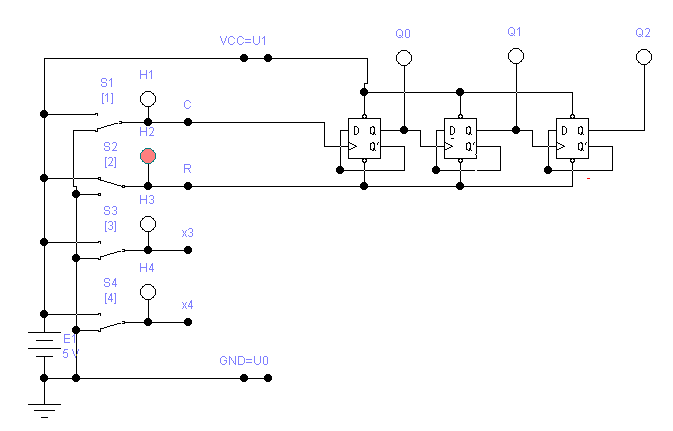 Q0
Q1
Q2
VCC=U1
S1
[1]
H1
C
H2
D Q
Q'
D Q
Q'
D Q
Q'
S2
[2]
R
S3
[3]
H3
x3
S4
[4]
H4
x4
E1
5 V
GND=U0